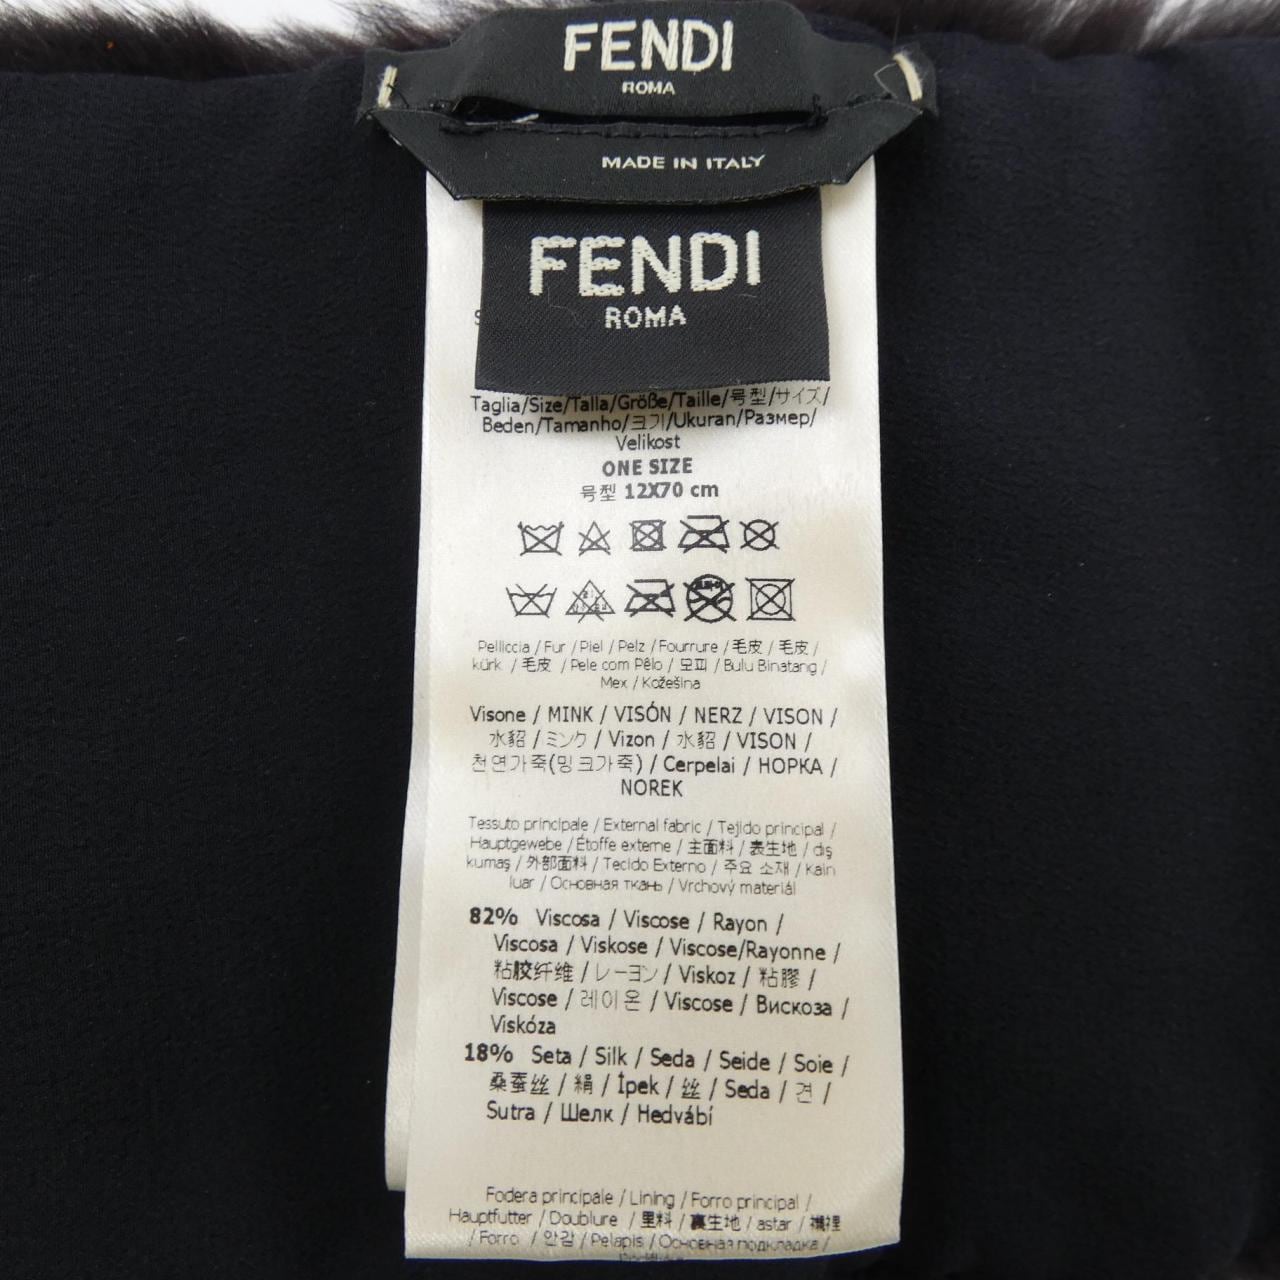 FENDI
ROMA
MADE IN ITALY
FENDI
ROMA
Taglia/Size/Talla/Größe/Taille/号型/サイズ/
Beden/Tamanho/크기/Ukuran/Размер/
Velikost
ONE SIZE
号型 12X70 cm
Pelliccia / Fur / Piel / Pelz / Fourrure / 毛皮 / 毛皮 /
kürk / 毛皮 / Pele com Pêlo / 모피 / Bulu Binatang /
Mex / Kožešina
Visone / MINK / VISÓN / NERZ / VISON /
水貂 / ミンク / Vizon / 水貂 / VISON /
천연가죽(밍크가죽) / Cerpelai / НОРКА /
NOREK
Tessuto principale / External fabric / Tejido principal /
Hauptgewebe / Étoffe externe / 主面料 / 表生地 / dış
kumaş / 外部面料 / Tecido Externo / 주요 소재 / Kain
luar / Основная ткань / Vrchový materiál
82% Viscosa / Viscose / Rayon /
Viscosa / Viskose / Viscose/Rayonne /
粘胶纤维 / レーヨン / Viskoz / 粘膠 /
Viscose / 레이온 / Viscose / Вискоза /
Viskóza
18% Seta / Silk / Seda / Seide / Soie /
桑蚕丝 / 絹 / İpek / 丝 / Seda / 견 /
Sutra / Шелк / Hedvábí
Fodera principale / Lining / Forro principal /
Hauptfutter / Doublure / 里料 / 裏生地 / astar / 襯裡
/ Forro / 안감 / Pelapis / Основная подкладка /